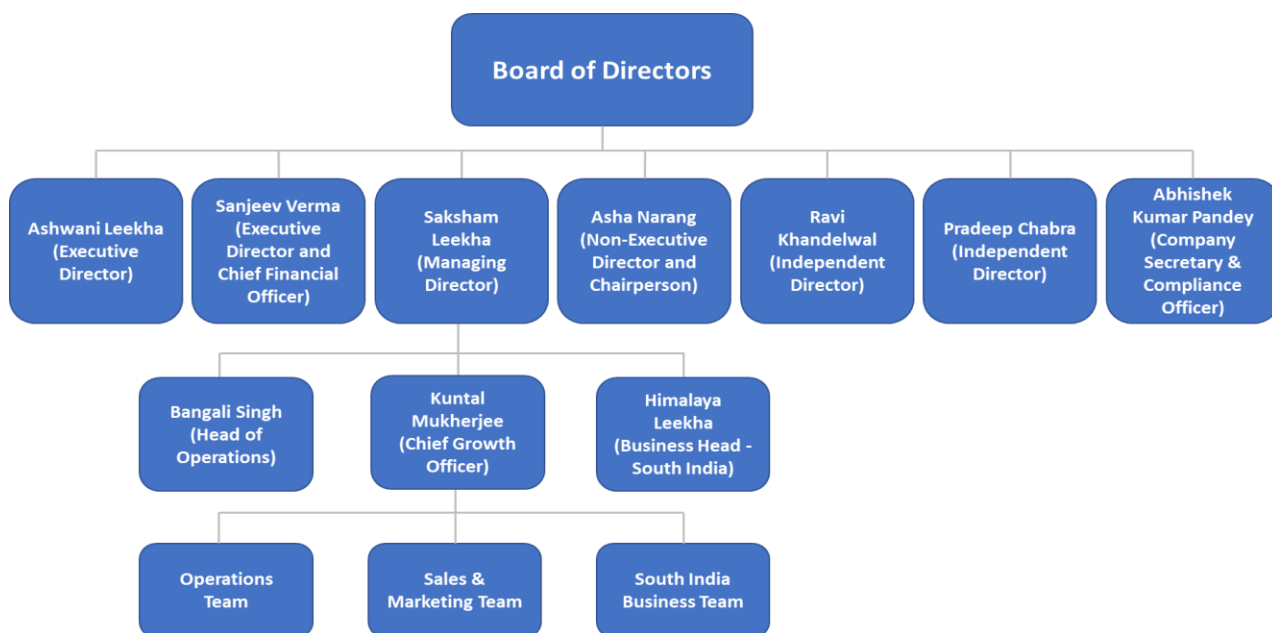 Board of Directors
Ashwani Leekha
(Executive
Director)
Sanjeev Verma
(Executive
Director and
Chief Financial
Officer)
Saksham
Leekha
(Managing
Director)
Asha Narang
(Non-Executive
Director and
Chairperson)
Ravi
Khandelwal
(Independent
Director)
Pradeep Chabra
(Independent
Director)
Abhishek
Kumar Pandey
(Company
Secretary &
Compliance
Officer)
Bangali Singh
(Head of
Operations)
Kuntal
Mukherjee
(Chief Growth
Officer)
Himalaya
Leekha
(Business Head -
South India)
Operations
Team
Sales &
Marketing Team
South India
Business Team